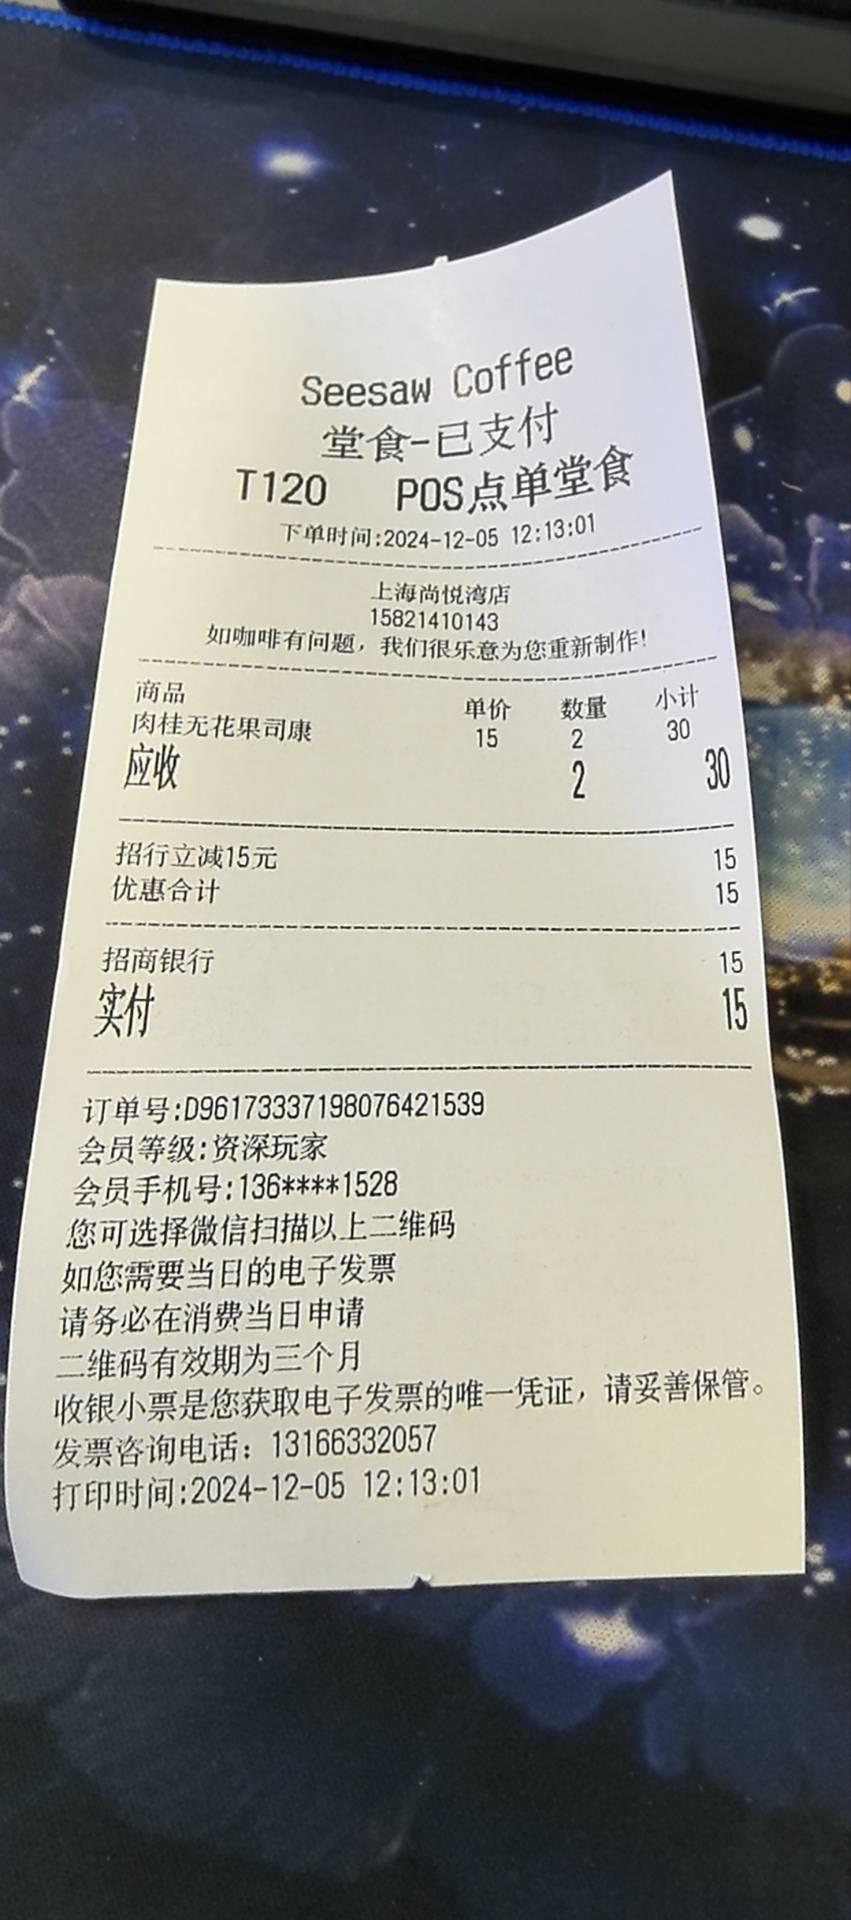 Seesaw Coffee
堂食-已支付
T120 POS点单堂食
下单时间:2024-12-05 12:13:01
上海尚悦湾店
15821410143
如咖啡有问题，我们很乐意为您重新制作!
商品 单价 数量 小计
肉桂无花果司康 15 2 30
应收 2 30
招行立减15元 15
优惠合计 15
招商银行 15
实付 15
订单号:D961733371980764​21539
会员等级:资深玩家
会员手机号:136****1528
您可选择微信扫描以上二维码
如您需要当日的电子发票
请务必在消费当日申请
二维码有效期为三个月
收银小票是您获取电子发票的唯一凭证，请妥善保管。
发票咨询电话：13166332057
打印时间:2024-12-05 12:13:01